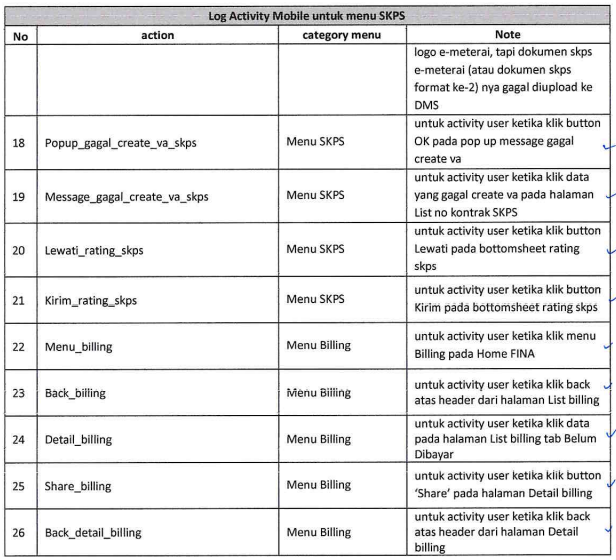 Log Activity Mobile untuk menu SKPS
No action category menu Note
logo e-meterai, tapi dokumen skps
e-meterai (atau dokumen skps
format ke-2) nya gagal diupload ke
DMS
18 Popup_gagal_create_va_skps Menu SKPS untuk activity user ketika klik button
OK pada pop up message gagal
create va
19 Message_gagal_create_va_skps Menu SKPS untuk activity user ketika klik data
yang gagal create va pada halaman
List no kontrak SKPS
20 Lewati_rating_skps Menu SKPS untuk activity user ketika klik button
Lewati pada bottomsheet rating
skps
21 Kirim_rating_skps Menu SKPS untuk activity user ketika klik button
Kirim pada bottomsheet rating skps
22 Menu_billing Menu Billing untuk activity user ketika klik menu
Billing pada Home FINA
23 Back_billing Menu Billing untuk activity user ketika klik back
atas header dari halaman List billing
24 Detail_billing Menu Billing untuk activity user ketika klik data
pada halaman List billing tab Belum
Dibayar
25 Share_billing Menu Billing untuk activity user ketika klik button
‘Share’ pada halaman Detail billing
26 Back_detail_billing Menu Billing untuk activity user ketika klik back
atas header dari halaman Detail
billing